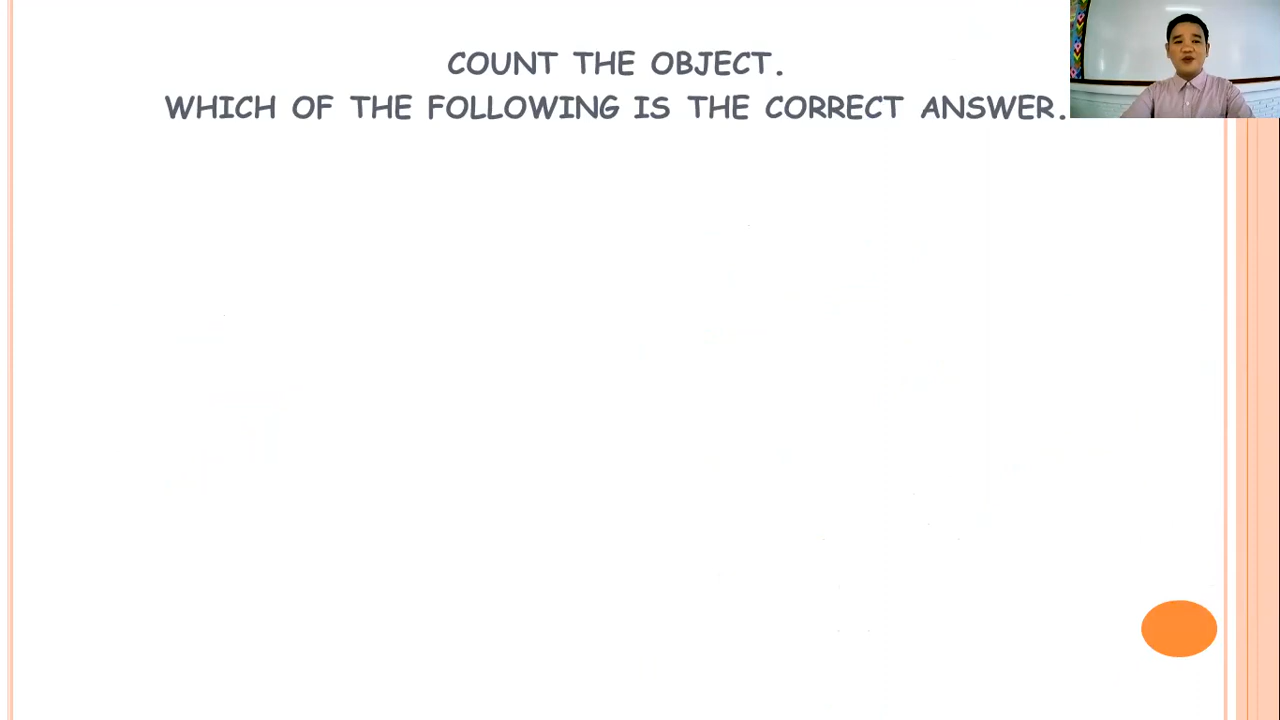 COUNT THE OBJECT.
WHICH OF THE FOLLOWING IS THE CORRECT ANSWER.